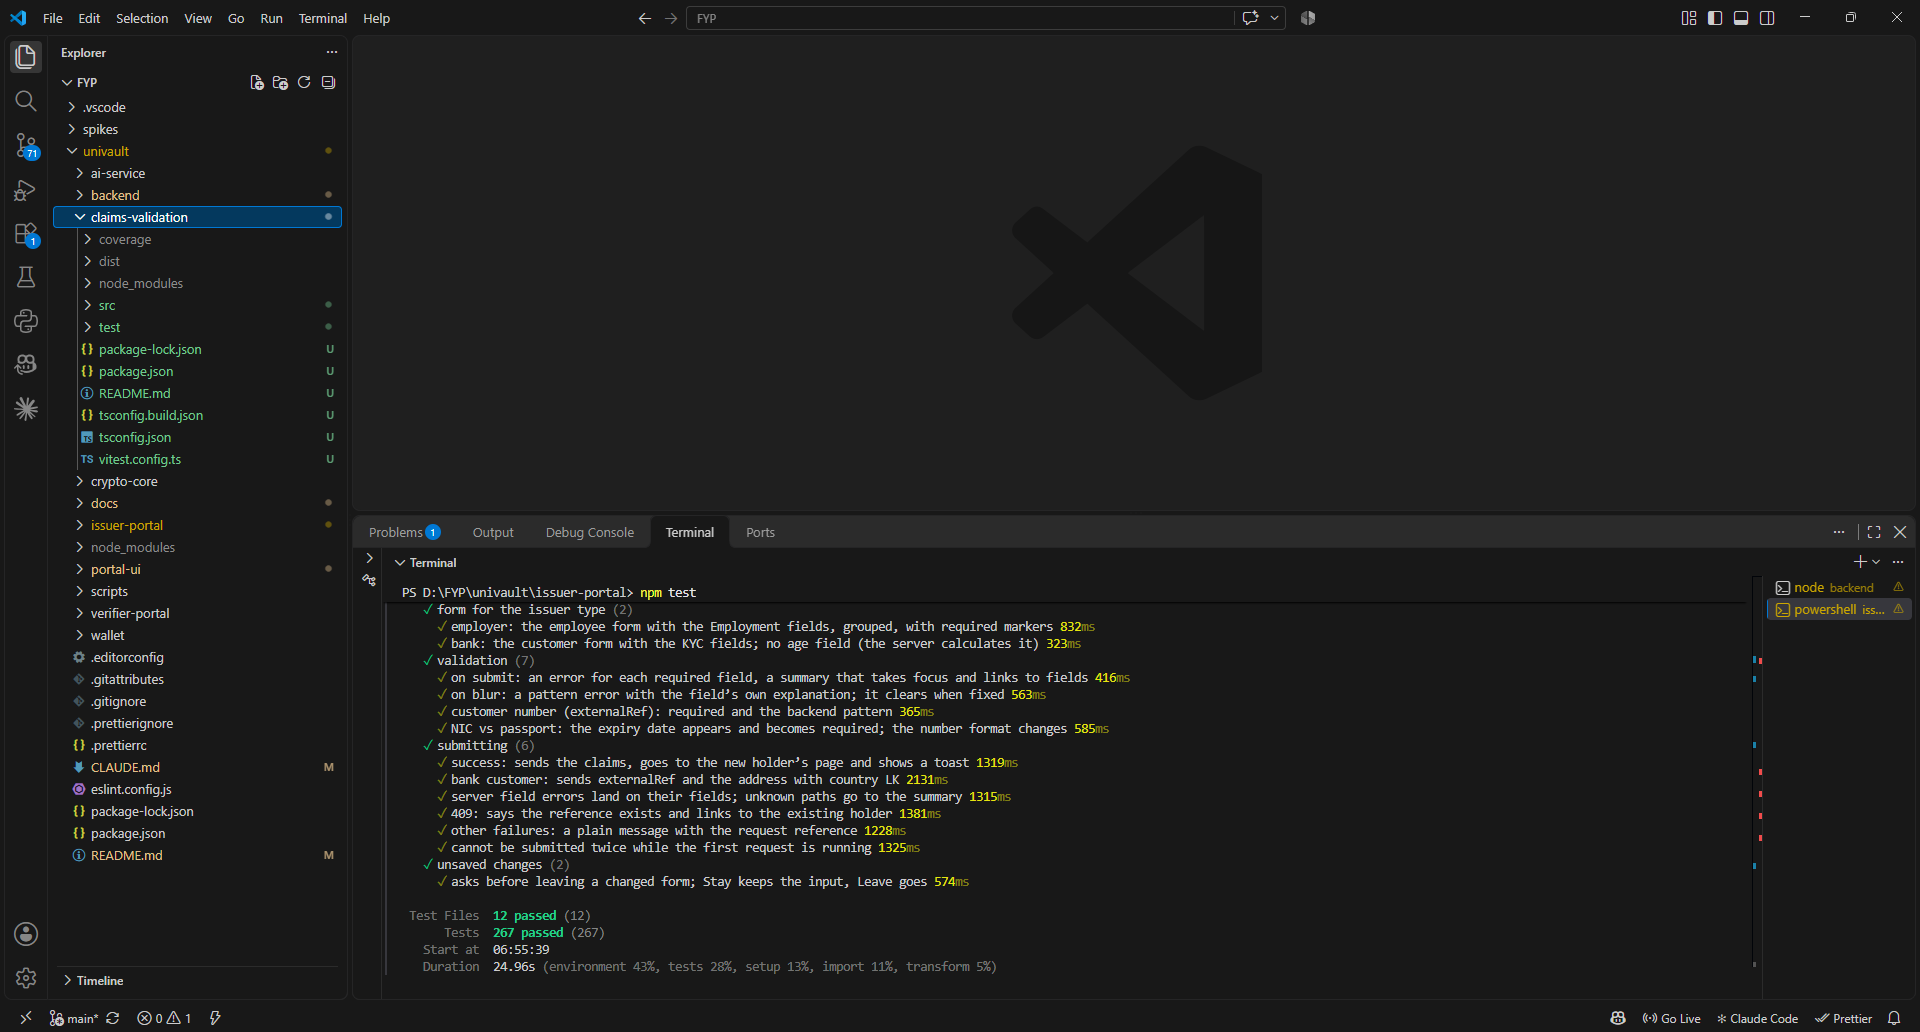 File Edit Selection View Go Run Terminal Help
FYP
Explorer
FYP
.vscode
spikes
univault
ai-service
backend
claims-validation
coverage
dist
node_modules
src
test
package-lock.json U
package.json U
README.md U
tsconfig.build.json U
tsconfig.json U
TS vitest.config.ts U
crypto-core
docs
issuer-portal
node_modules
portal-ui
scripts
verifier-portal
wallet
.editorconfig
.gitattributes
.gitignore
.prettierignore
.prettierrc
CLAUDE.md M
eslint.config.js
package-lock.json
package.json
README.md M
Timeline
71
1
Problems 1 Output Debug Console Terminal Ports
Terminal
PS D:\FYP\univault\issuer-portal> npm test
✓ form for the issuer type (2)
✓ employer: the employee form with the Employment fields, grouped, with required markers 832ms
✓ bank: the customer form with the KYC fields; no age field (the server calculates it) 323ms
✓ validation (7)
✓ on submit: an error for each required field, a summary that takes focus and links to fields 416ms
✓ on blur: a pattern error with the field’s own explanation; it clears when fixed 563ms
✓ customer number (externalRef): required and the backend pattern 365ms
✓ NIC vs passport: the expiry date appears and becomes required; the number format changes 585ms
✓ submitting (6)
✓ success: sends the claims, goes to the new holder’s page and shows a toast 1319ms
✓ bank customer: sends externalRef and the address with country LK 2131ms
✓ server field errors land on their fields; unknown paths go to the summary 1315ms
✓ 409: says the reference exists and links to the existing holder 1381ms
✓ other failures: a plain message with the request reference 1228ms
✓ cannot be submitted twice while the first request is running 1325ms
✓ unsaved changes (2)
✓ asks before leaving a changed form; Stay keeps the input, Leave goes 574ms
Test Files 12 passed (12)
Tests 267 passed (267)
Start at 06:55:39
Duration 24.96s (environment 43%, tests 28%, setup 13%, import 11%, transform 5%)
node backend
powershell iss...
main* 0 1 Go Live Claude Code Prettier